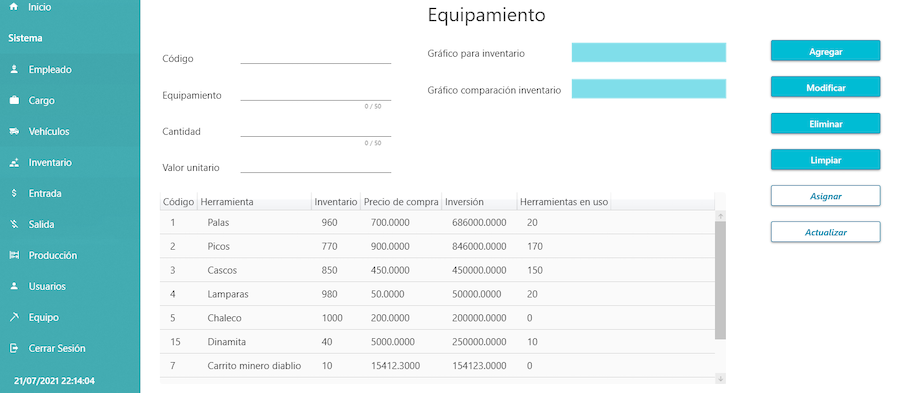 Inicio
Sistema
Empleado
Cargo
Vehículos
Inventario
Entrada
Salida
Producción
Usuarios
Equipo
Cerrar Sesión
21/07/2021 22:14:04
Equipamiento
Código
Equipamiento
0 / 50
Cantidad
0 / 50
Valor unitario
Gráfico para inventario
Gráfico comparación inventario
Agregar
Modificar
Eliminar
Limpiar
Asignar
Actualizar
Código Herramienta Inventario Precio de compra Inversión Herramientas en uso
1 Palas 960 700.0000 686000.0000 20
2 Picos 770 900.0000 846000.0000 170
3 Cascos 850 450.0000 450000.0000 150
4 Lamparas 980 50.0000 50000.0000 20
5 Chaleco 1000 200.0000 200000.0000 0
15 Dinamita 40 5000.0000 250000.0000 10
7 Carrito minero diablio 10 15412.3000 154123.0000 0